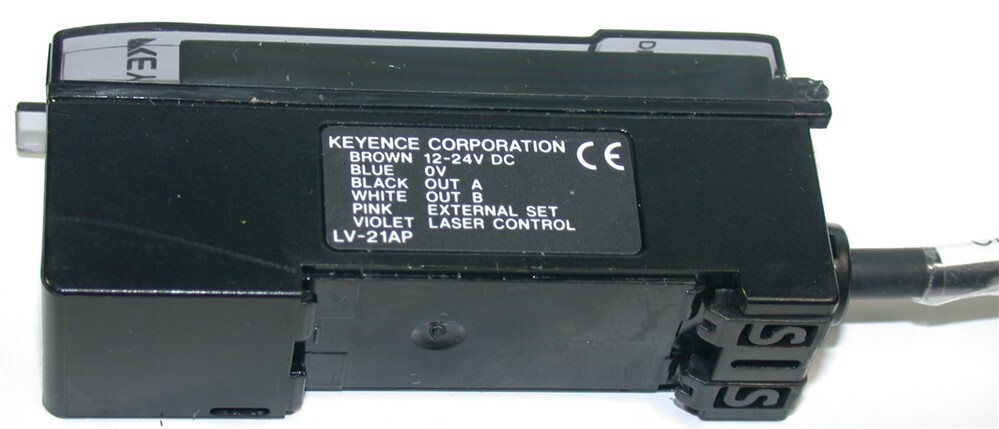 KEYENCE CORPORATION
BROWN 12-24V DC
BLUE 0V
BLACK OUT A
WHITE OUT B
PINK EXTERNAL SET
VIOLET LASER CONTROL
LV-21AP
CE